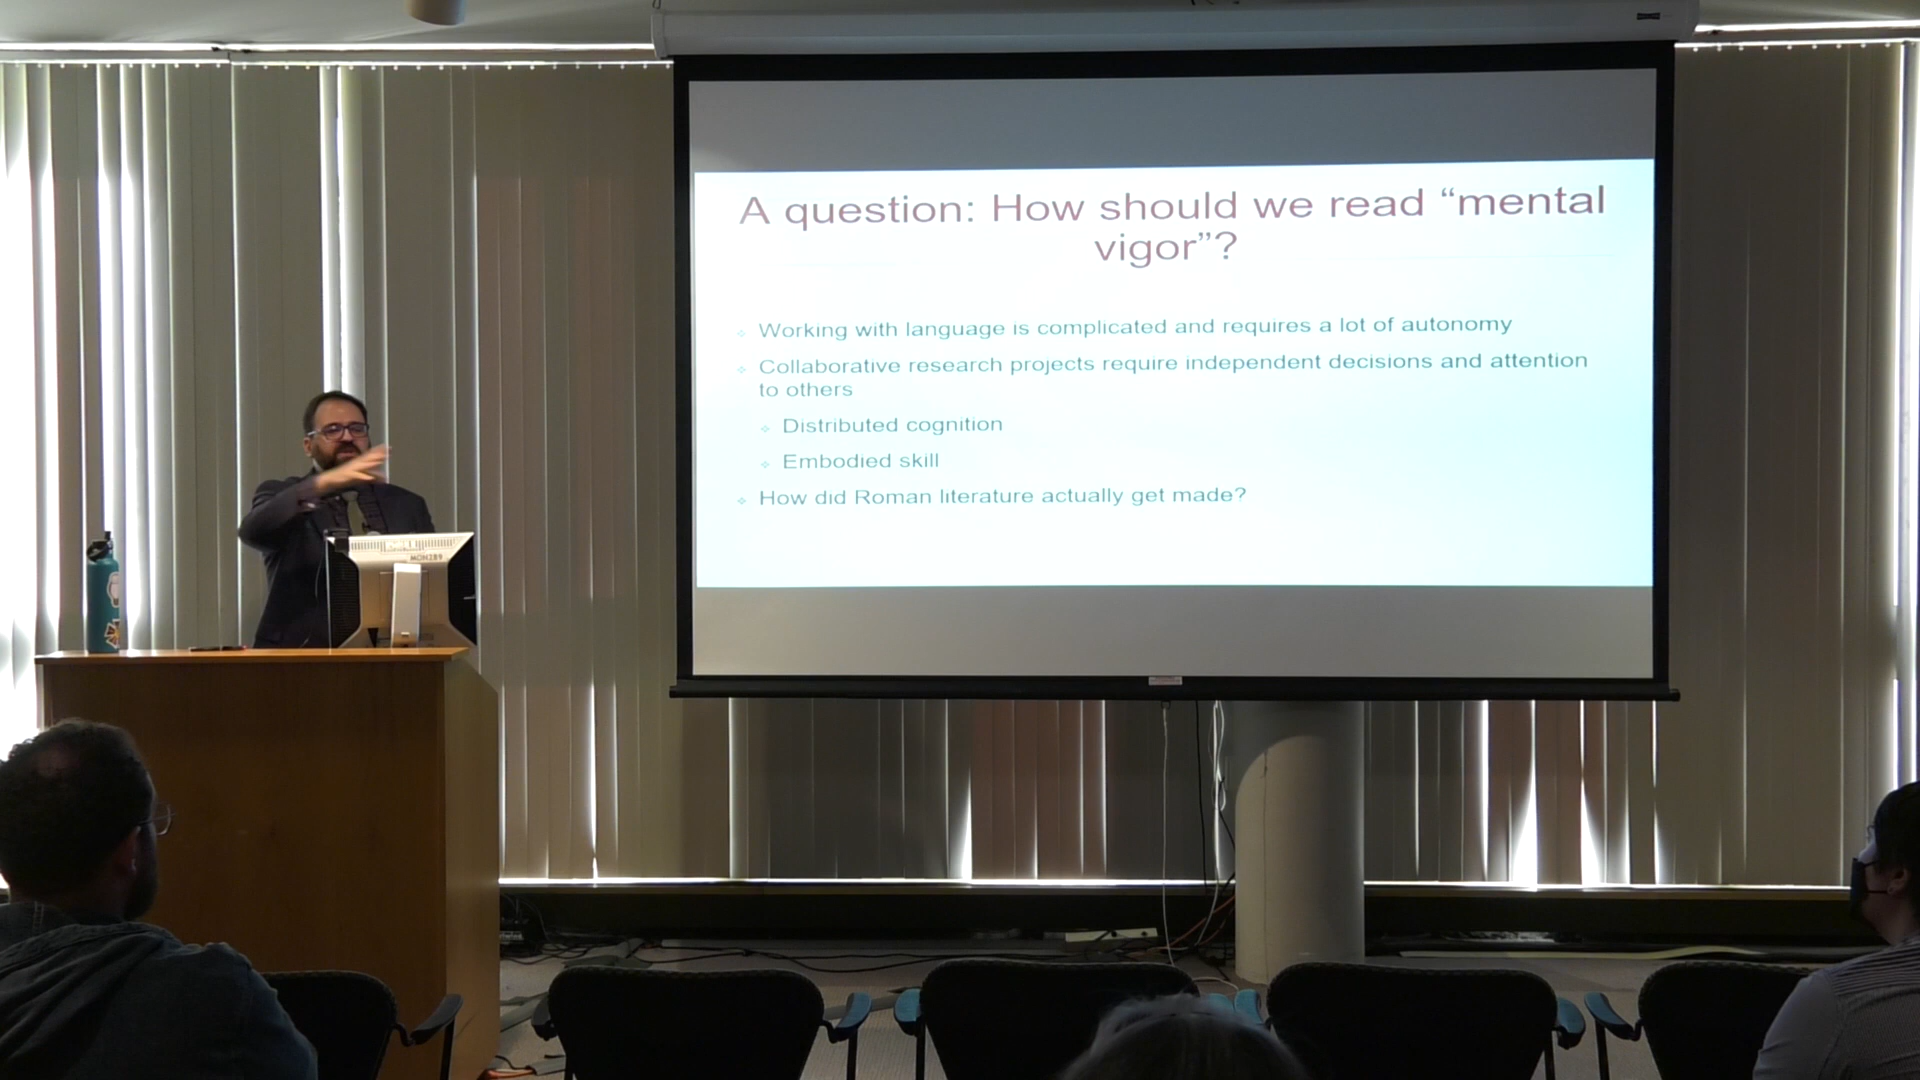 A question: How should we read “mental
vigor”?
Working with language is complicated and requires a lot of autonomy
Collaborative research projects require independent decisions and attention
to others
Distributed cognition
Embodied skill
How did Roman literature actually get made?